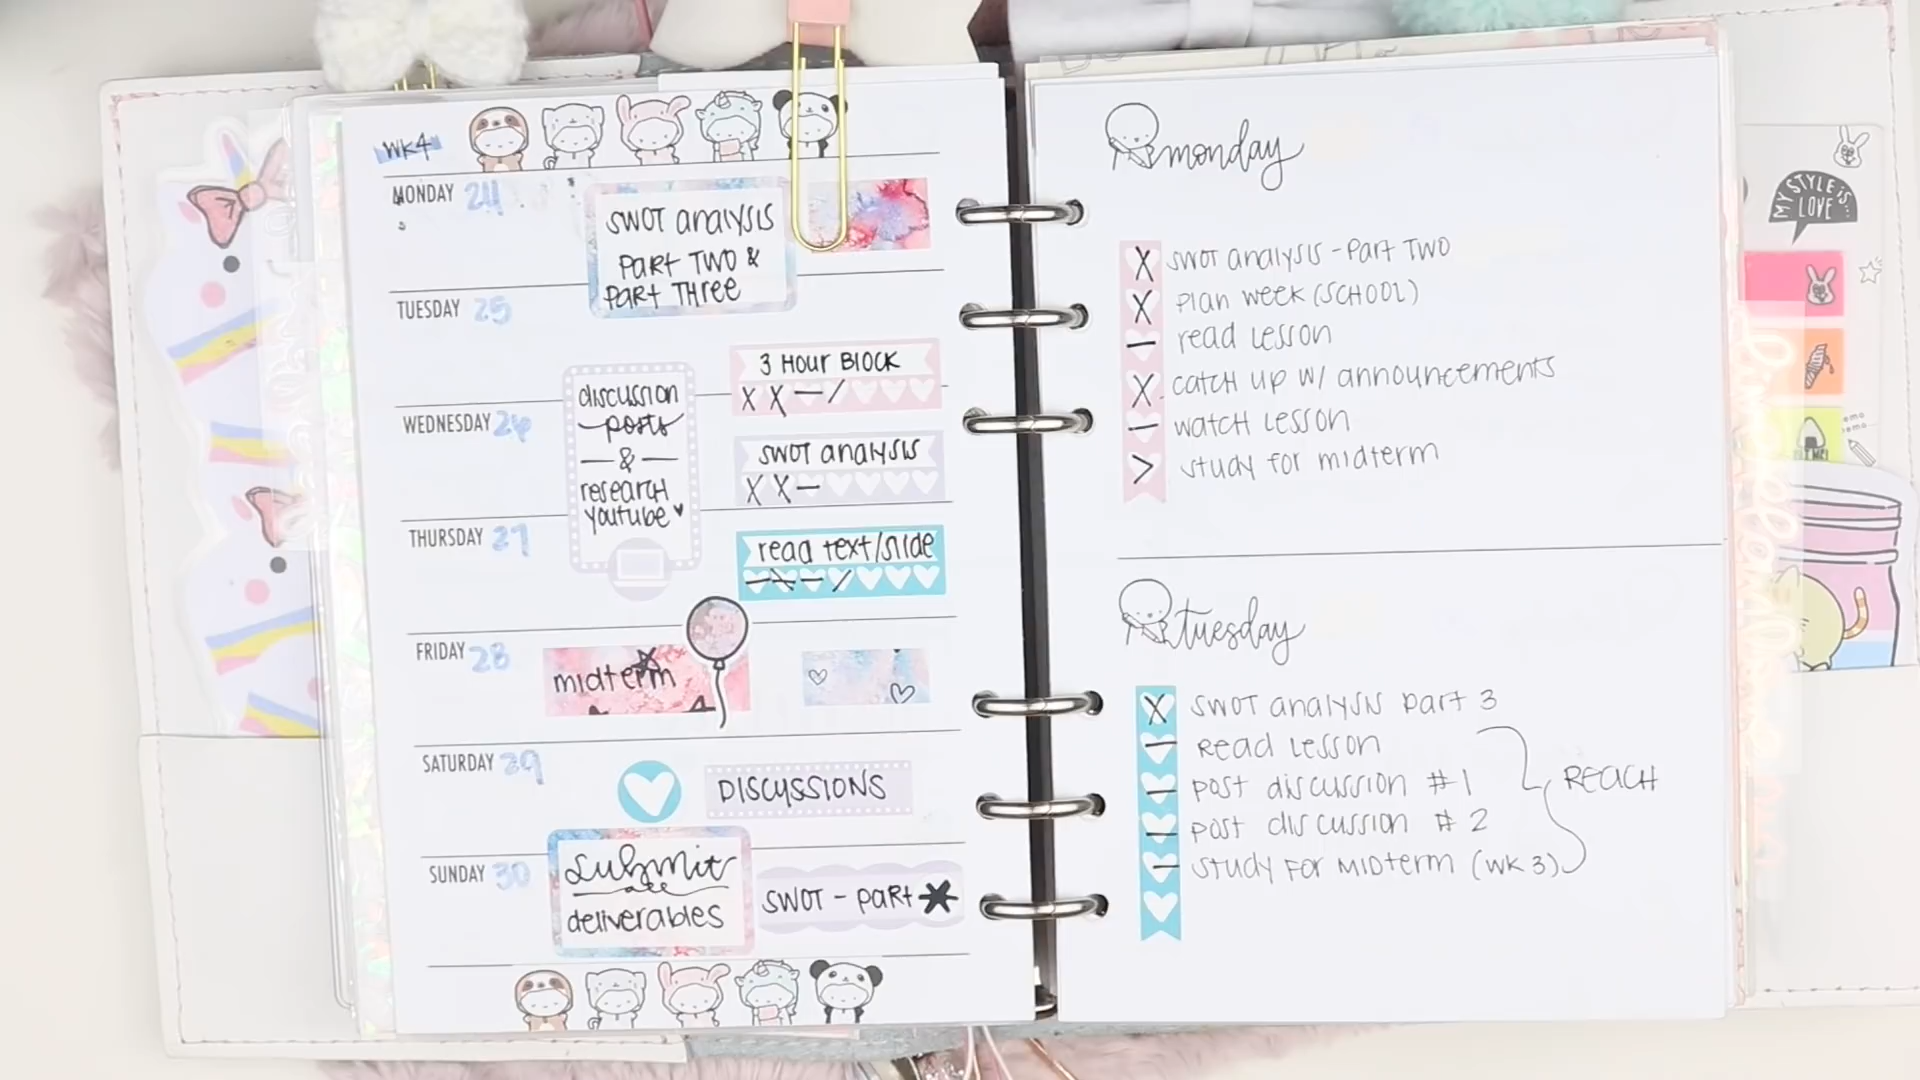 WK4
MONDAY 24
SWOT analysis
Part Two &
Part Three
TUESDAY 25
3 Hour Block
X X — /
WEDNESDAY 26
discussion
posts
— & —
research
youtube
SWOT analysis
X X —
THURSDAY 27
read text/slide
FRIDAY 28
midterm
SATURDAY 29
DISCUSSIONS
SUNDAY 30
submit
all
deliverables
SWOT - part
monday
X SWOT analysis - Part Two
X Plan week (SCHOOL)
— read lesson
X catch up w/ announcements
— watch lesson
> study for midterm
tuesday
X SWOT analysis part 3
— Read lesson
— post discussion #1
— post discussion #2
— study for midterm (wk 3)
REACH
MY STYLE IS...
LOVE